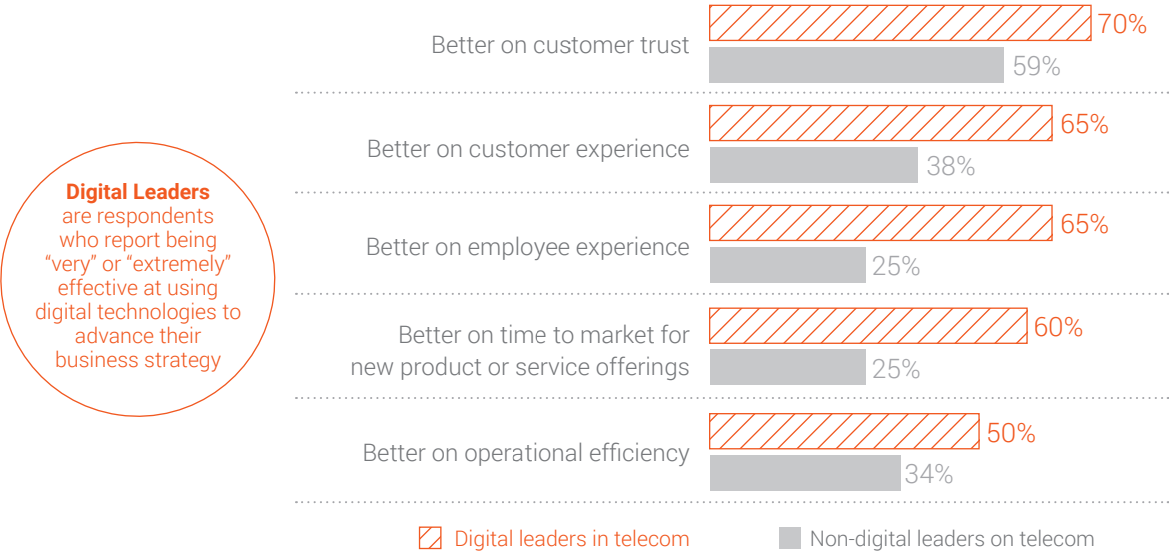 Better on customer trust
70%
59%
Better on customer experience
65%
38%
Digital Leaders
are respondents
who report being
“very” or “extremely”
effective at using
digital technologies to
advance their
business strategy
Better on employee experience
65%
25%
Better on time to market for
new product or service offerings
60%
25%
Better on operational efficiency
50%
34%
Digital leaders in telecom
Non-digital leaders on telecom